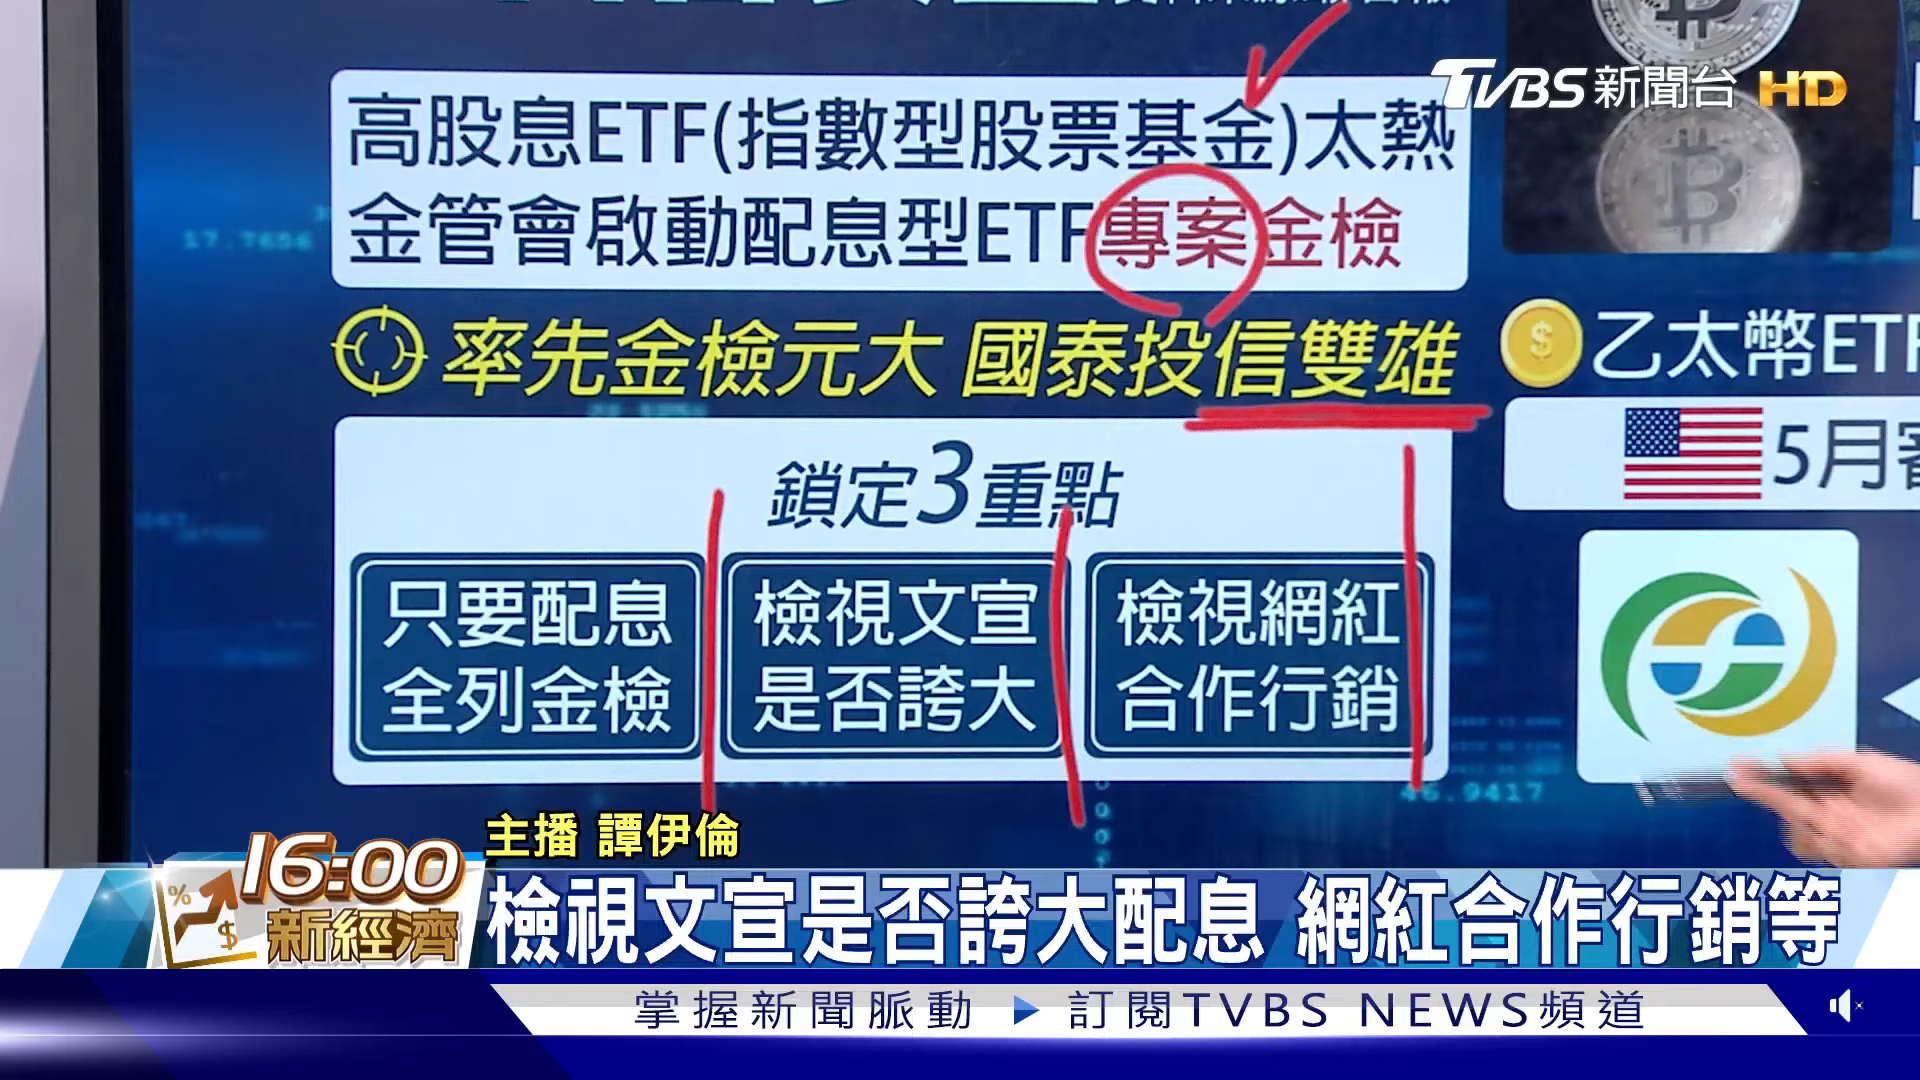 TVBS新聞台 HD
高股息ETF(指數型股票基金)太熱
金管會啟動配息型ETF專案金檢
率先金檢元大 國泰投信雙雄
鎖定3重點
只要配息
全列金檢
檢視文宣
是否誇大
檢視網紅
合作行銷
乙太幣ETF
5月
17.7656
46.9417
主播 譚伊倫
16:00
新經濟
檢視文宣是否誇大配息 網紅合作行銷等
掌握新聞脈動 ▶ 訂閱TVBS NEWS頻道